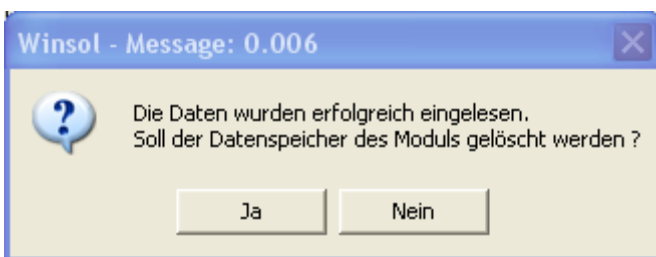 Winsol - Message: 0.006
Die Daten wurden erfolgreich eingelesen.
Soll der Datenspeicher des Moduls gelöscht werden ?
Ja
Nein